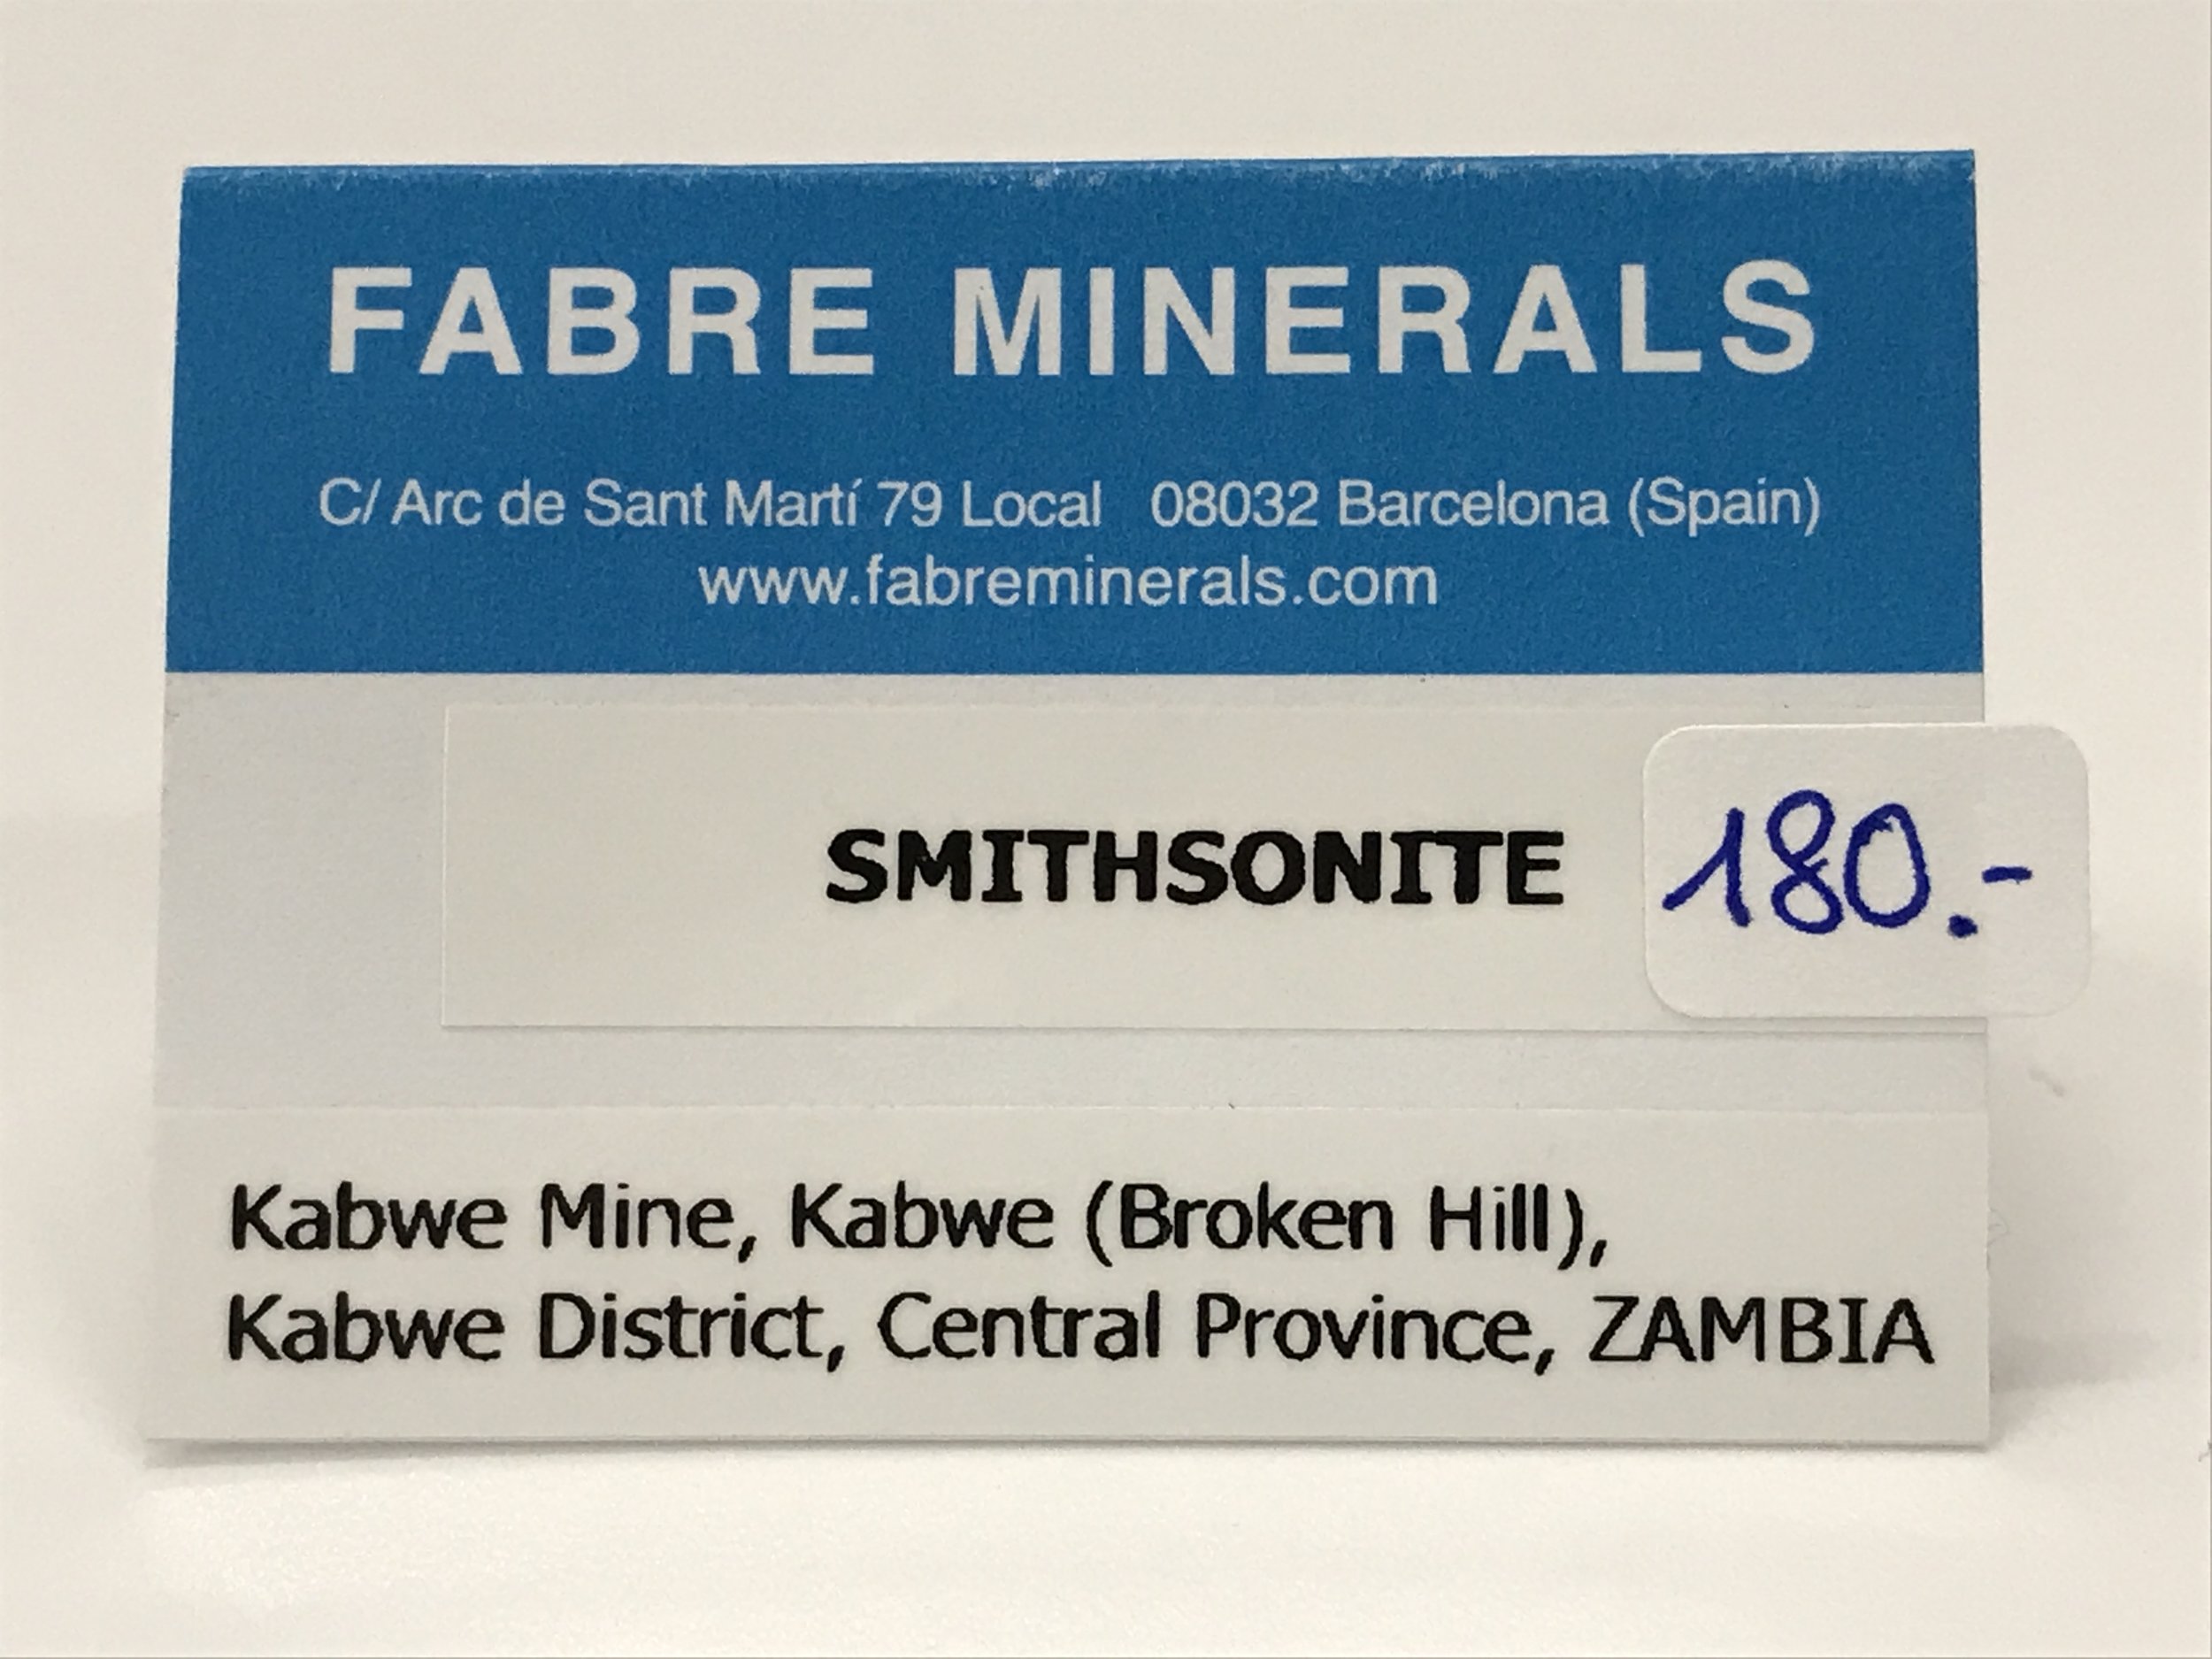 FABRE MINERALS
C/ Arc de Sant Martí 79 Local 08032 Barcelona (Spain)
www.fabreminerals.com
SMITHSONITE
180.-
Kabwe Mine, Kabwe (Broken Hill),
Kabwe District, Central Province, ZAMBIA